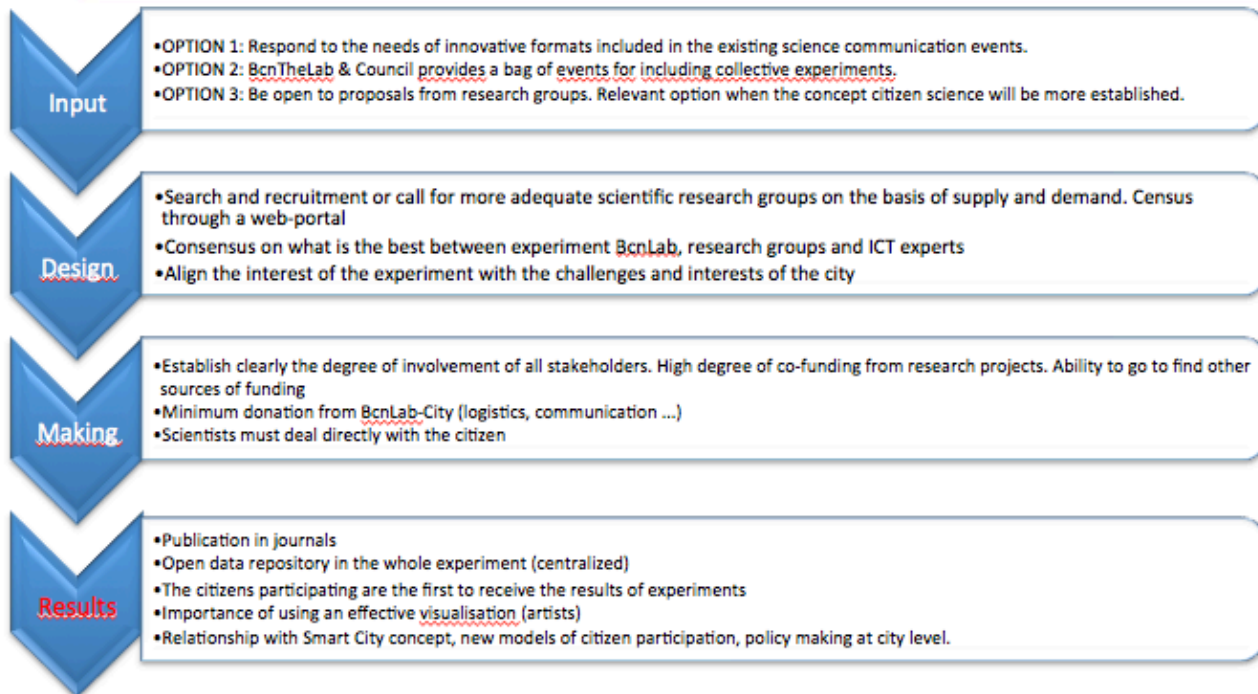 Input
•OPTION 1: Respond to the needs of innovative formats included in the existing science communication events.
•OPTION 2: BcnTheLab & Council provides a bag of events for including collective experiments.
•OPTION 3: Be open to proposals from research groups. Relevant option when the concept citizen science will be more established.
Design
•Search and recruitment or call for more adequate scientific research groups on the basis of supply and demand. Census
through a web-portal
•Consensus on what is the best between experiment BcnLab, research groups and ICT experts
•Align the interest of the experiment with the challenges and interests of the city
Making
•Establish clearly the degree of involvement of all stakeholders. High degree of co-funding from research projects. Ability to go to find other
sources of funding
•Minimum donation from BcnLab-City (logistics, communication ...)
•Scientists must deal directly with the citizen
Results
•Publication in journals
•Open data repository in the whole experiment (centralized)
•The citizens participating are the first to receive the results of experiments
•Importance of using an effective visualisation (artists)
•Relationship with Smart City concept, new models of citizen participation, policy making at city level.